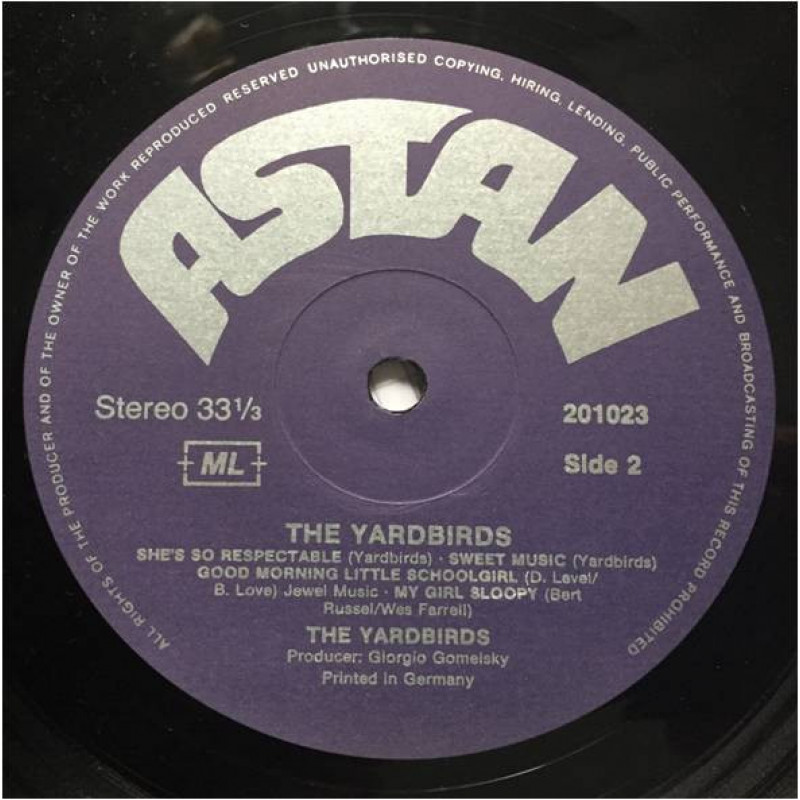 ALL RIGHTS OF THE PRODUCER AND OF THE OWNER OF THE WORK REPRODUCED RESERVED UNAUTHORISED COPYING, HIRING, LENDING, PUBLIC PERFORMANCE AND BROADCASTING OF THIS RECORD PROHIBITED
ASTAN
Stereo 33⅓
201023
ML
Side 2
THE YARDBIRDS
SHE'S SO RESPECTABLE (Yardbirds) · SWEET MUSIC (Yardbirds)
GOOD MORNING LITTLE SCHOOLGIRL (D. Level/
B. Love) Jewel Music · MY GIRL SLOOPY (Bert
Russel/Wes Farrell)
THE YARDBIRDS
Producer: Giorgio Gomelsky
Printed in Germany